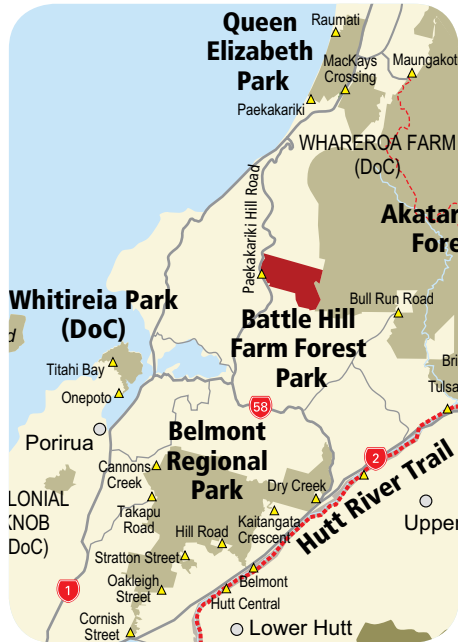 Queen
Elizabeth
Park
Raumati
MacKays
Crossing
Maungakot
Paekakariki
WHAREROA FARM
(DoC)
Paekakariki Hill Road
Akatar
Fore
Whitireia Park
(DoC)
d
Bull Run Road
Battle Hill
Farm Forest
Park
Titahi Bay
Onepoto
Bri
Tulsa
58
Porirua
Belmont
Regional
Park
2
Cannons
Creek
Dry Creek
Hutt River Trail
LONIAL
KNOB
DoC)
Takapu
Road
Kaitangata
Crescent
Upper
Hill Road
Stratton Street
Oakleigh
Street
Belmont
Hutt Central
1
Cornish
Street
Lower Hutt